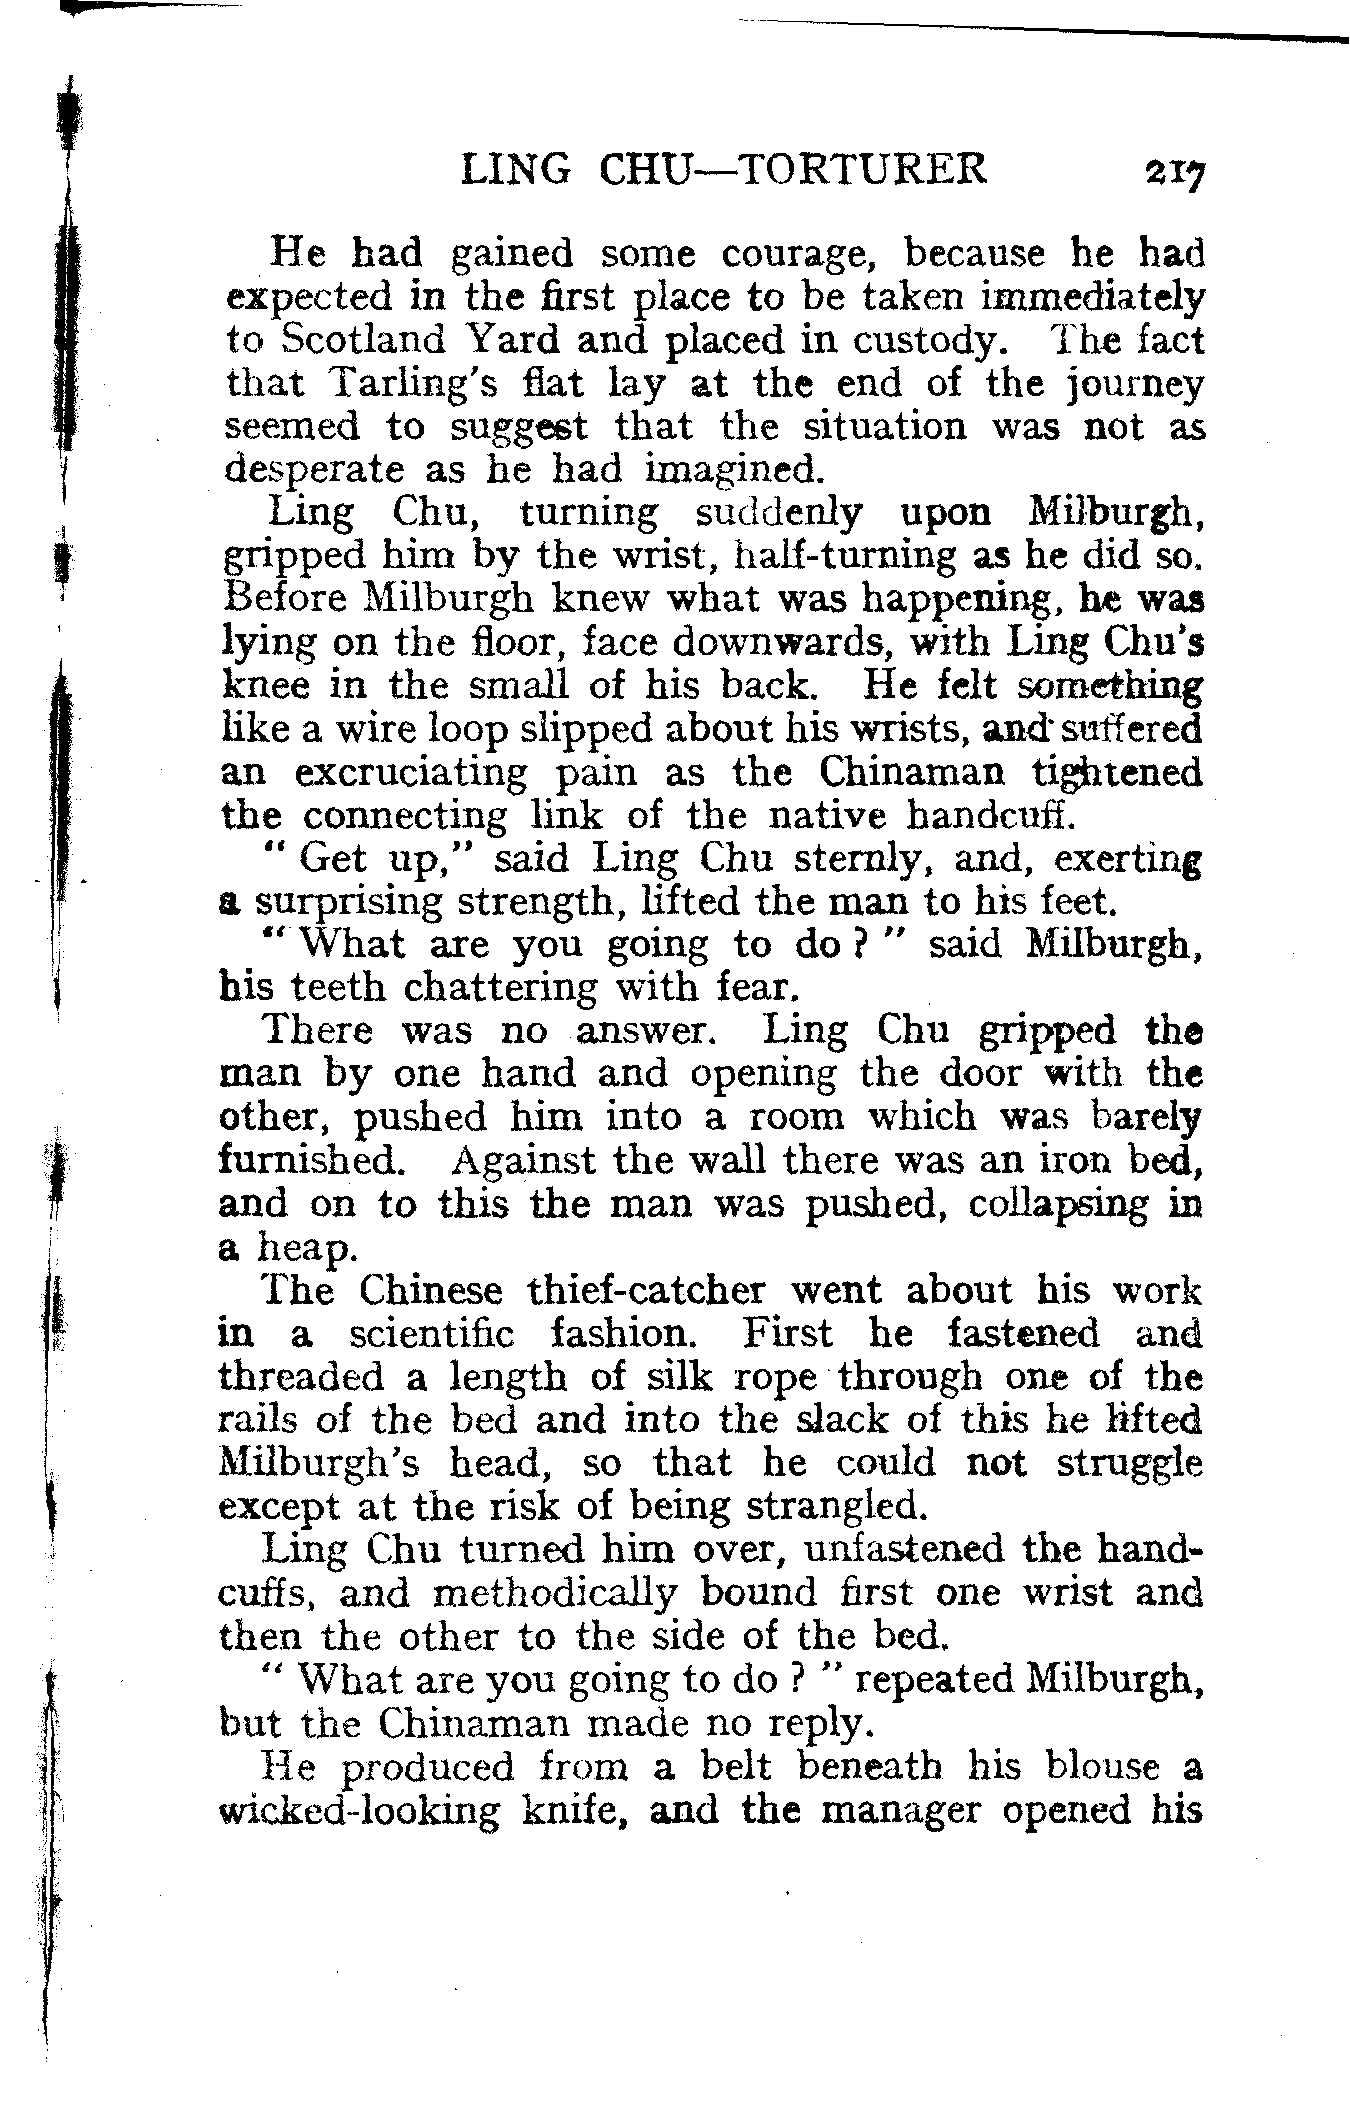 LING CHU—TORTURER 217
He had gained some courage, because he had
expected in the first place to be taken immediately
to Scotland Yard and placed in custody. The fact
that Tarling's flat lay at the end of the journey
seemed to suggest that the situation was not as
desperate as he had imagined.
Ling Chu, turning suddenly upon Milburgh,
gripped him by the wrist, half-turning as he did so.
Before Milburgh knew what was happening, he was
lying on the floor, face downwards, with Ling Chu's
knee in the small of his back. He felt something
like a wire loop slipped about his wrists, and suffered
an excruciating pain as the Chinaman tightened
the connecting link of the native handcuff.
“ Get up,” said Ling Chu sternly, and, exerting
a surprising strength, lifted the man to his feet.
“ What are you going to do ? ” said Milburgh,
his teeth chattering with fear.
There was no answer. Ling Chu gripped the
man by one hand and opening the door with the
other, pushed him into a room which was barely
furnished. Against the wall there was an iron bed,
and on to this the man was pushed, collapsing in
a heap.
The Chinese thief-catcher went about his work
in a scientific fashion. First he fastened and
threaded a length of silk rope through one of the
rails of the bed and into the slack of this he lifted
Milburgh's head, so that he could not struggle
except at the risk of being strangled.
Ling Chu turned him over, unfastened the hand-
cuffs, and methodically bound first one wrist and
then the other to the side of the bed.
“ What are you going to do ? ” repeated Milburgh,
but the Chinaman made no reply.
He produced from a belt beneath his blouse a
wicked-looking knife, and the manager opened his